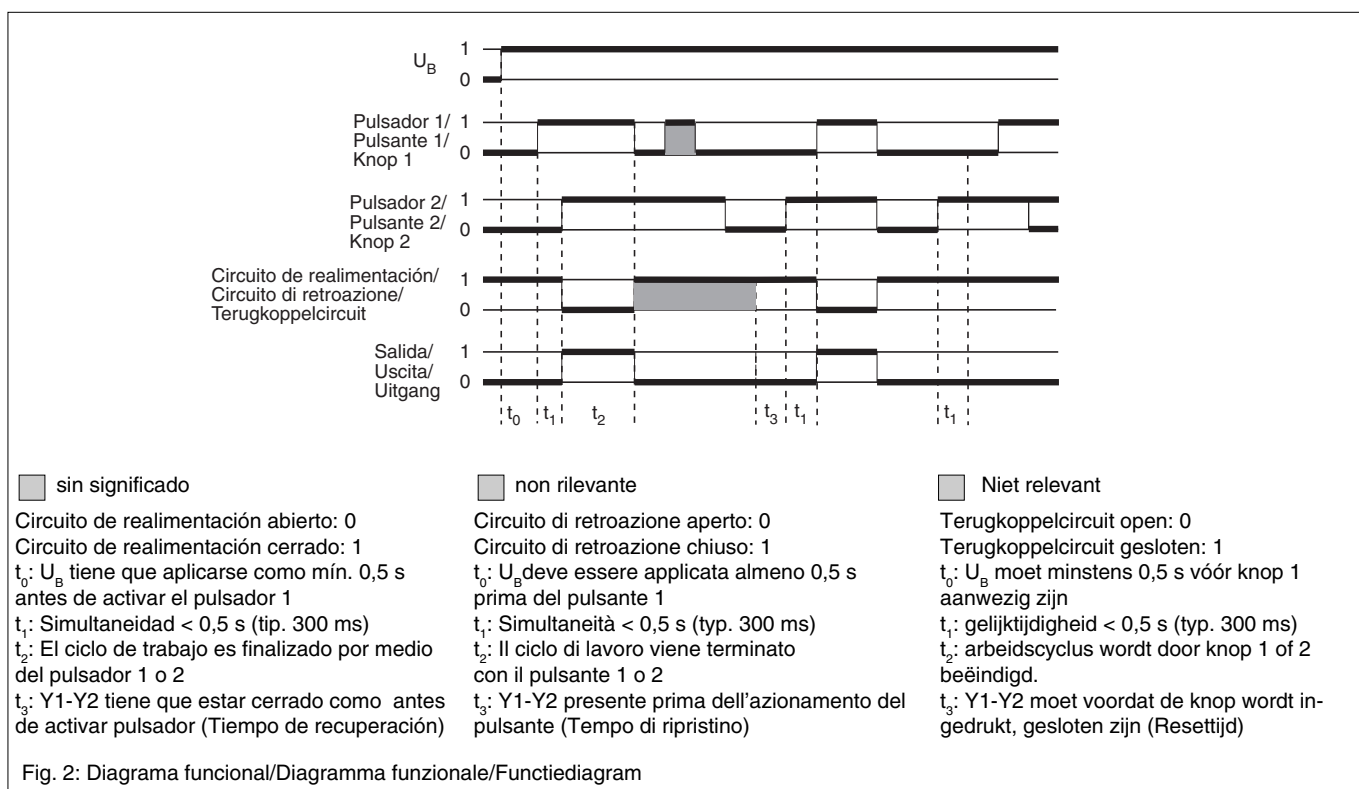 U_B 1
0
Pulsador 1/ 1
Pulsante 1/
Knop 1 0
Pulsador 2/ 1
Pulsante 2/
Knop 2 0
Circuito de realimentación/ 1
Circuito di retroazione/
Terugkoppelcircuit 0
Salida/ 1
Uscita/
Uitgang 0
t0 t1 t2 t3 t1 t1
sin significado
Circuito de realimentación abierto: 0
Circuito de realimentación cerrado: 1
t0: UB tiene que aplicarse como mín. 0,5 s
antes de activar el pulsador 1
t1: Simultaneidad < 0,5 s (tip. 300 ms)
t2: El ciclo de trabajo es finalizado por medio
del pulsador 1 o 2
t3: Y1-Y2 tiene que estar cerrado como antes
de activar pulsador (Tiempo de recuperación)
non rilevante
Circuito di retroazione aperto: 0
Circuito di retroazione chiuso: 1
t0: UBdeve essere applicata almeno 0,5 s
prima del pulsante 1
t1: Simultaneità < 0,5 s (typ. 300 ms)
t2: Il ciclo di lavoro viene terminato
con il pulsante 1 o 2
t3: Y1-Y2 presente prima dell'azionamento del
pulsante (Tempo di ripristino)
Niet relevant
Terugkoppelcircuit open: 0
Terugkoppelcircuit gesloten: 1
t0: UB moet minstens 0,5 s vóór knop 1
aanwezig zijn
t1: gelijktijdigheid < 0,5 s (typ. 300 ms)
t2: arbeidscyclus wordt door knop 1 of 2
beëindigd.
t3: Y1-Y2 moet voordat de knop wordt in-
gedrukt, gesloten zijn (Resettijd)
Fig. 2: Diagrama funcional/Diagramma funzionale/Functiediagram